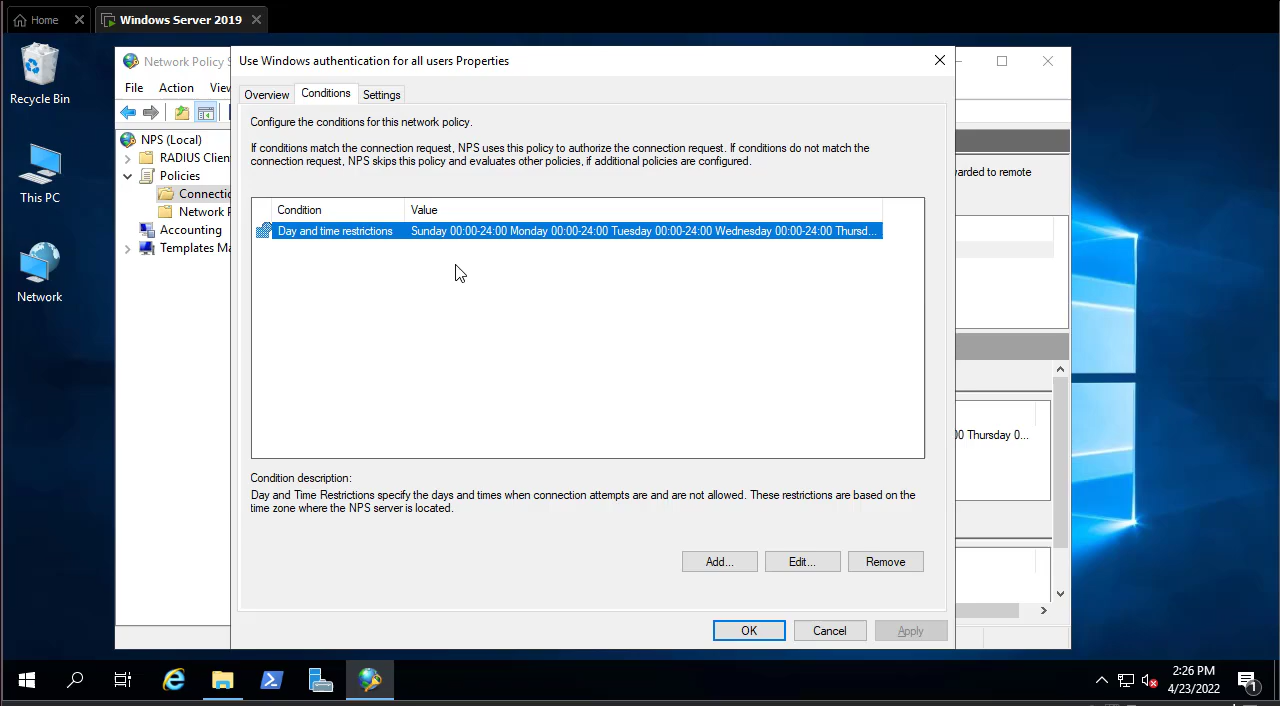 Home
Windows Server 2019
Recycle Bin
This PC
Network
Network Policy S
File Action View
NPS (Local)
RADIUS Clien
Policies
Connectic
Network P
Accounting
Templates Ma
Use Windows authentication for all users Properties
Overview Conditions Settings
Configure the conditions for this network policy.
If conditions match the connection request, NPS uses this policy to authorize the connection request. If conditions do not match the
connection request, NPS skips this policy and evaluates other policies, if additional policies are configured.
Condition Value
Day and time restrictions Sunday 00:00-24:00 Monday 00:00-24:00 Tuesday 00:00-24:00 Wednesday 00:00-24:00 Thursd...
Condition description:
Day and Time Restrictions specify the days and times when connection attempts are and are not allowed. These restrictions are based on the
time zone where the NPS server is located.
Add... Edit... Remove
OK Cancel Apply
warded to remote
00 Thursday 0...
2:26 PM
4/23/2022
1